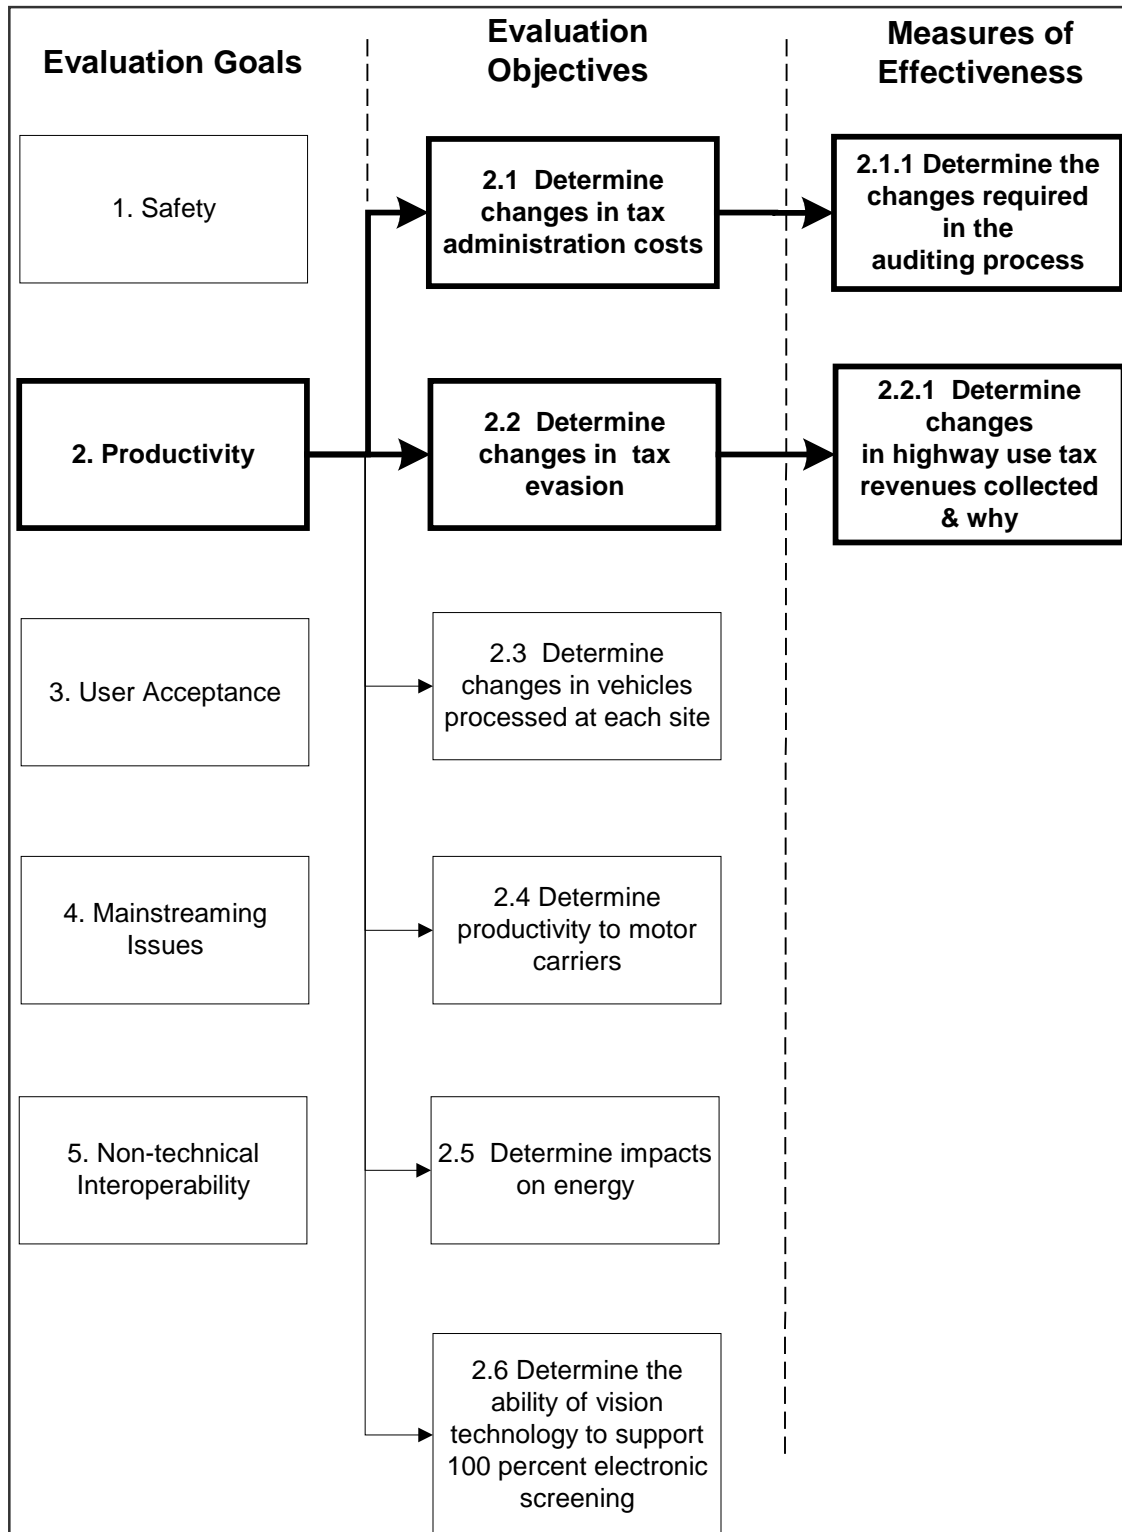 Evaluation Goals
Evaluation
Objectives
Measures of
Effectiveness
1. Safety
2.1 Determine
changes in tax
administration costs
2.1.1 Determine the
changes required
in the
auditing process
2. Productivity
2.2 Determine
changes in tax
evasion
2.2.1 Determine
changes
in highway use tax
revenues collected
& why
3. User Acceptance
2.3 Determine
changes in vehicles
processed at each site
4. Mainstreaming
Issues
2.4 Determine
productivity to motor
carriers
5. Non-technical
Interoperability
2.5 Determine impacts
on energy
2.6 Determine the
ability of vision
technology to support
100 percent electronic
screening